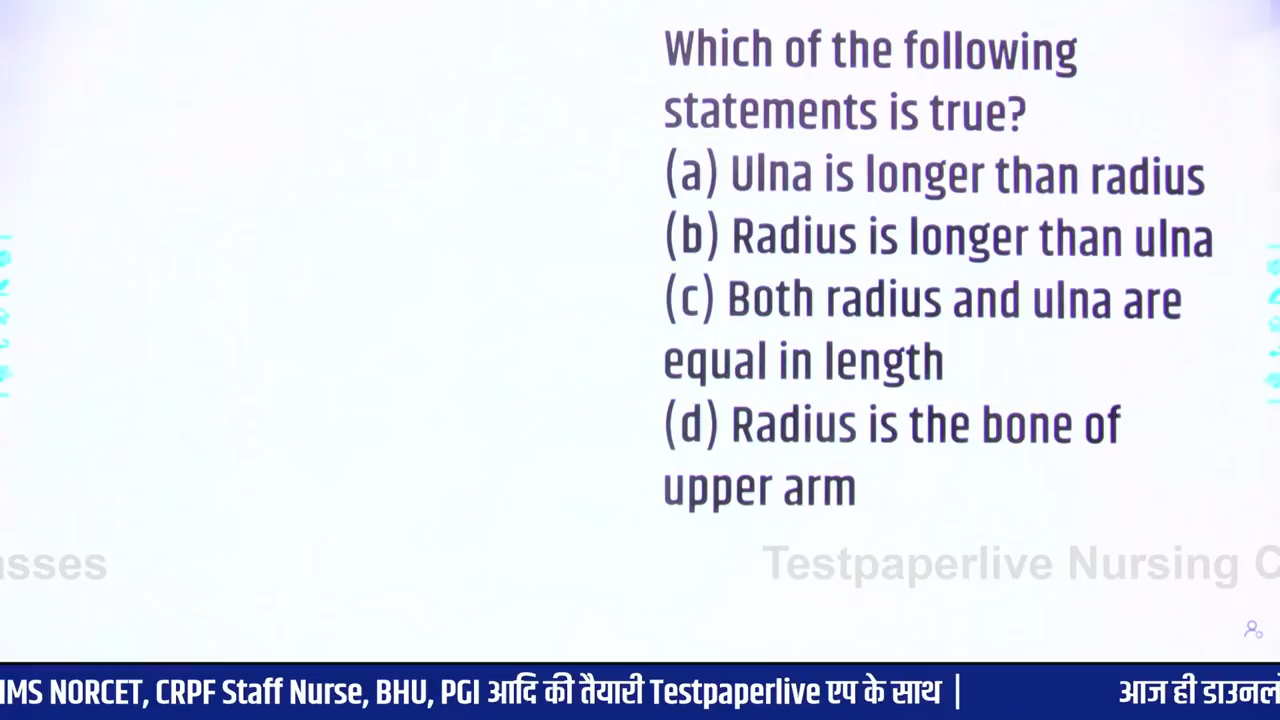 Which of the following
statements is true?
(a) Ulna is longer than radius
(b) Radius is longer than ulna
(c) Both radius and ulna are
equal in length
(d) Radius is the bone of
upper arm
asses
Testpaperlive Nursing C
IMS NORCET, CRPF Staff Nurse, BHU, PGI आदि की तैयारी Testpaperlive एप के साथ |
आज ही डाउनलो